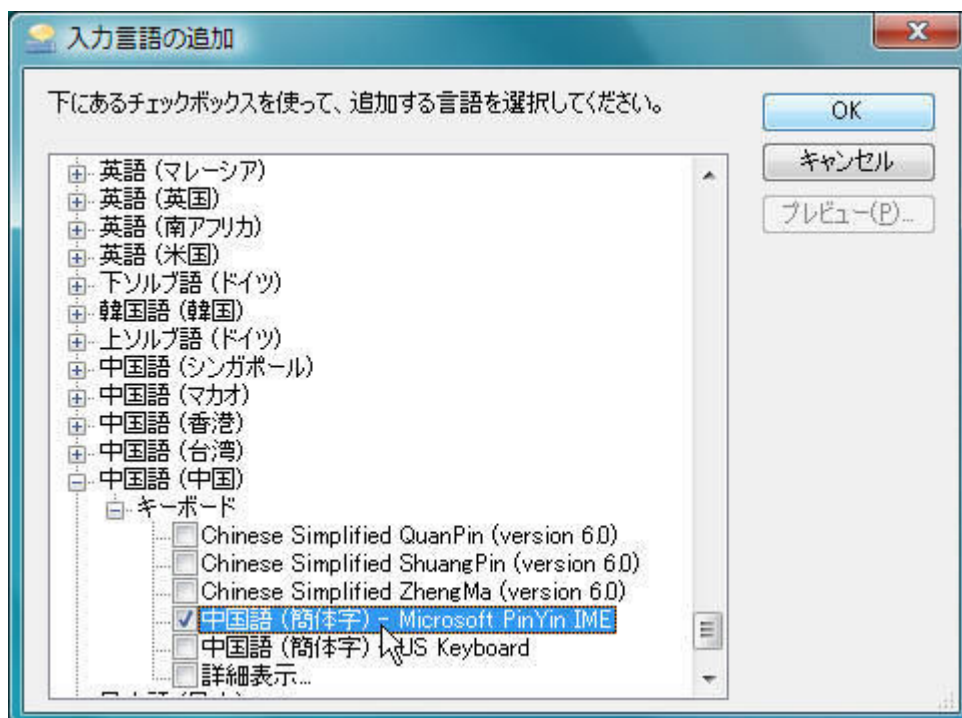 入力言語の追加
下にあるチェックボックスを使って、追加する言語を選択してください。
OK
キャンセル
プレビュー(P)...
英語 (マレーシア)
英語 (英国)
英語 (南アフリカ)
英語 (米国)
下ソルブ語 (ドイツ)
韓国語 (韓国)
上ソルブ語 (ドイツ)
中国語 (シンガポール)
中国語 (マカオ)
中国語 (香港)
中国語 (台湾)
中国語 (中国)
キーボード
Chinese Simplified QuanPin (version 6.0)
Chinese Simplified ShuangPin (version 6.0)
Chinese Simplified ZhengMa (version 6.0)
中国語 (簡体字) - Microsoft PinYin IME
中国語 (簡体字) - US Keyboard
詳細表示...